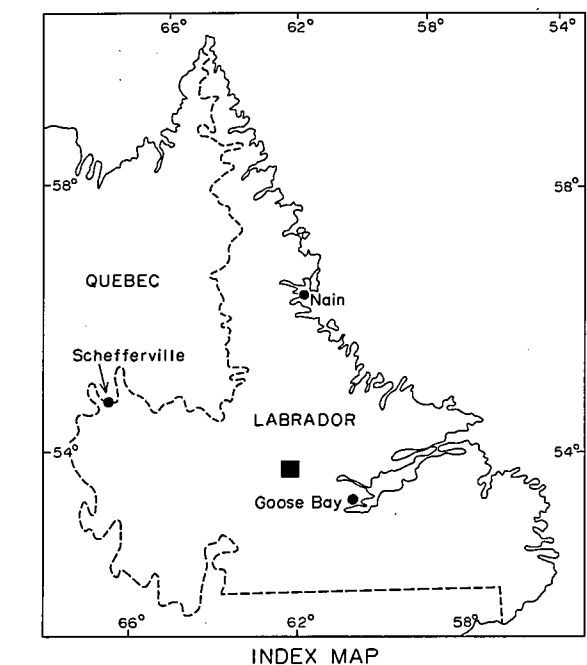 66° 62° 58° 54°
58° 58°
QUEBEC
Nain
Schefferville
LABRADOR
54° 54°
Goose Bay
66° 62° 58°
INDEX MAP